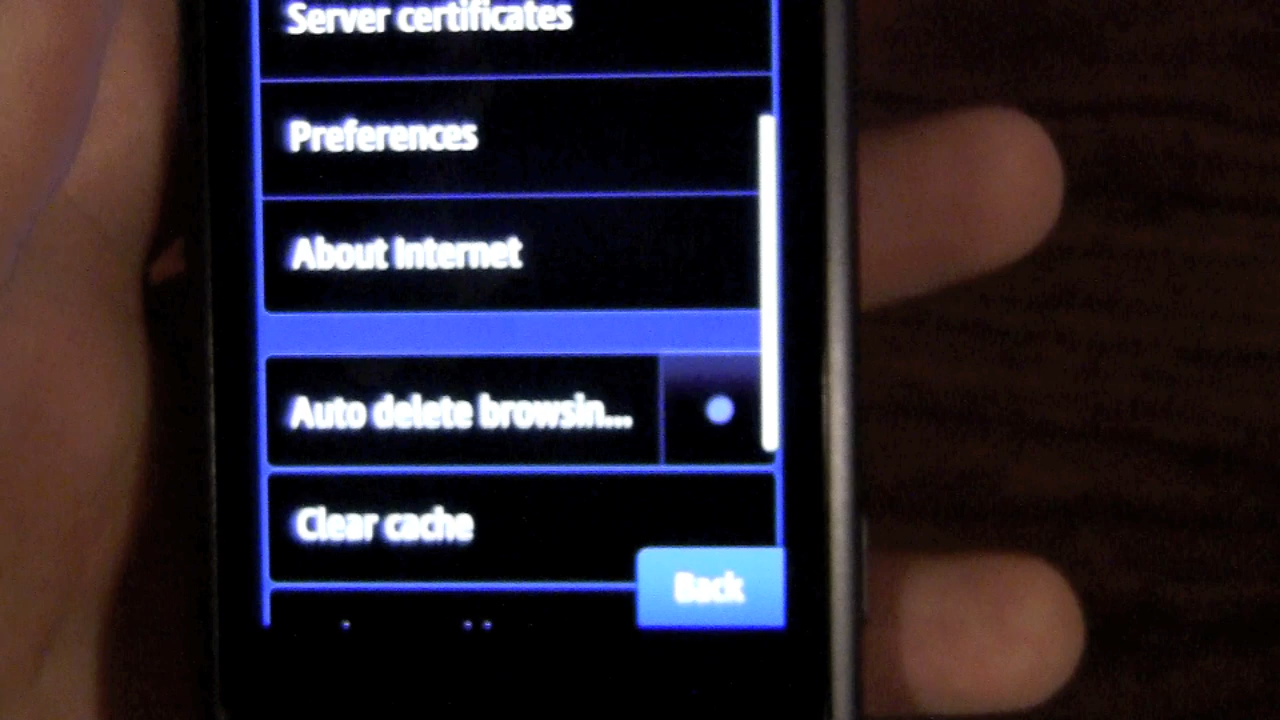 Server certificates
Preferences
About Internet
Auto delete browsin...
Clear cache
Back